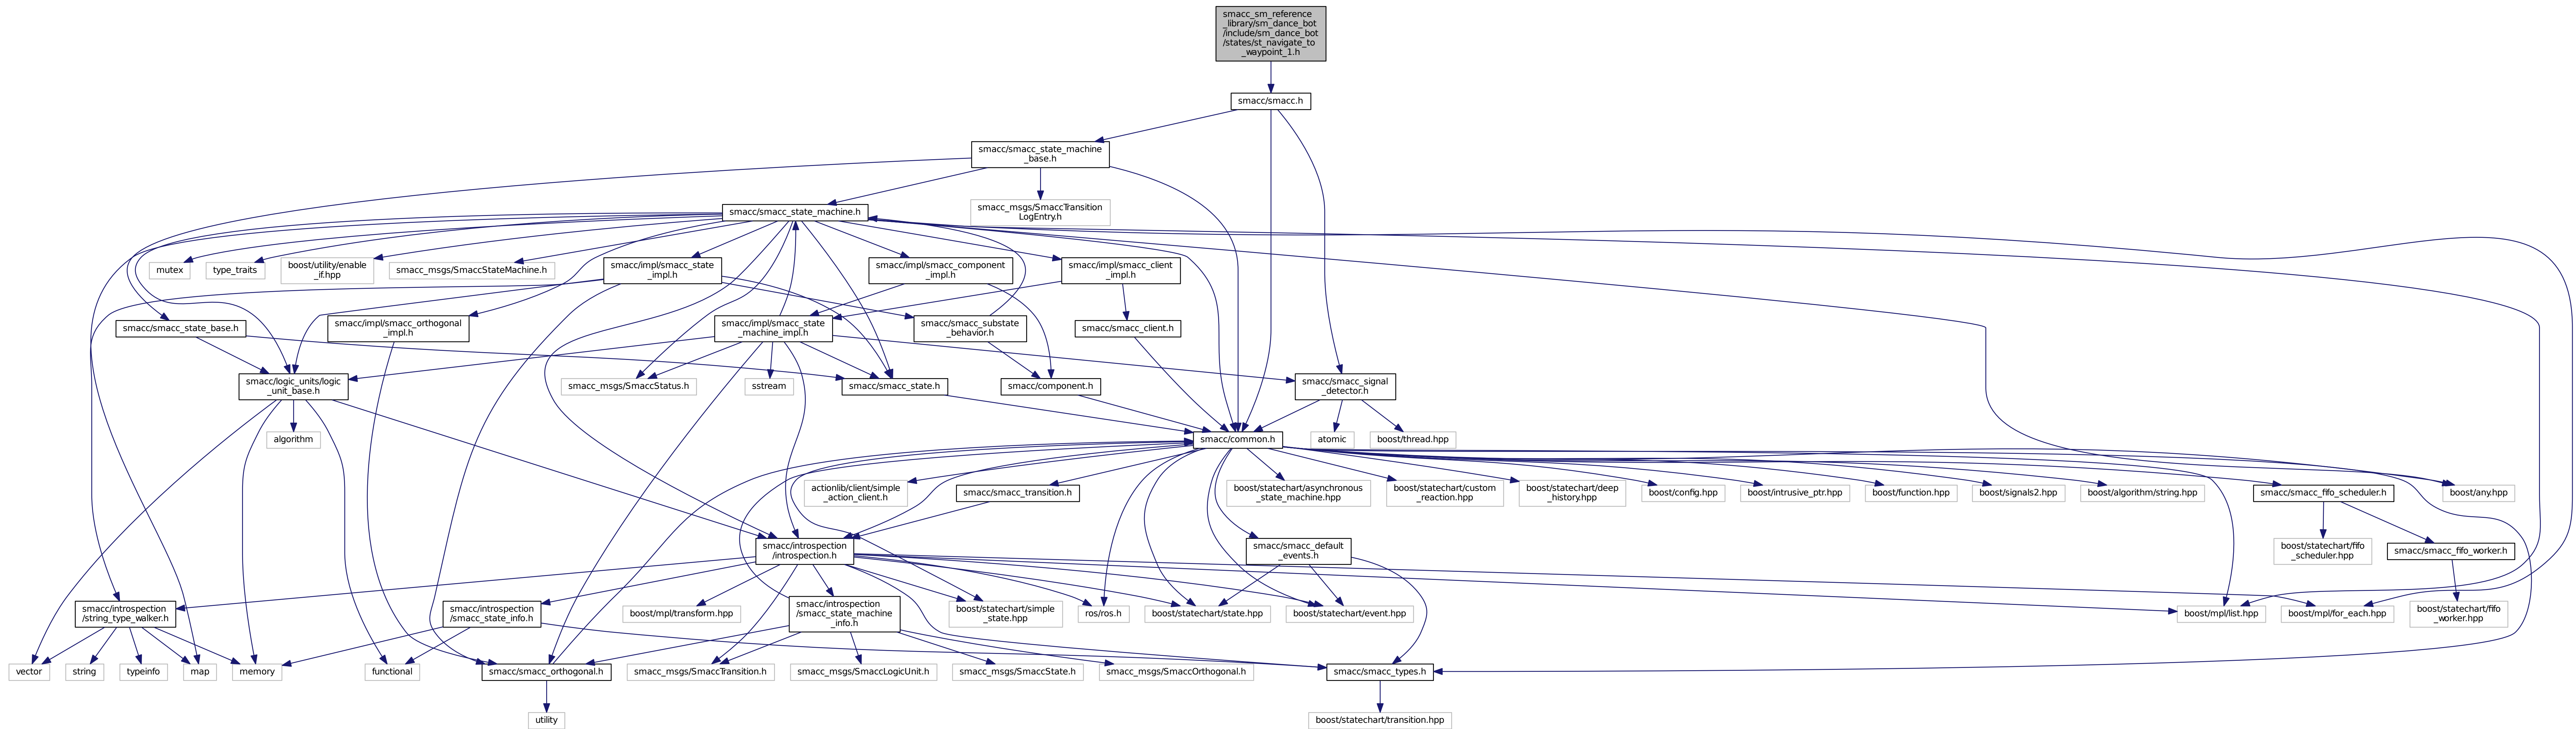 smacc_sm_reference
_library/sm_dance_bot
/include/sm_dance_bot
/states/st_navigate_to
_waypoint_1.h
smacc/smacc.h
smacc/smacc_state_machine
_base.h
smacc/smacc_state_machine.h
smacc_msgs/SmaccTransition
LogEntry.h
mutex
type_traits
boost/utility/enable
_if.hpp
smacc_msgs/SmaccStateMachine.h
smacc/impl/smacc_state
_impl.h
smacc/impl/smacc_component
_impl.h
smacc/impl/smacc_client
_impl.h
smacc/smacc_state_base.h
smacc/impl/smacc_orthogonal
_impl.h
smacc/impl/smacc_state
_machine_impl.h
smacc/smacc_substate
_behavior.h
smacc/smacc_client.h
smacc/logic_units/logic
_unit_base.h
smacc_msgs/SmaccStatus.h
sstream
smacc/smacc_state.h
smacc/component.h
smacc/smacc_signal
_detector.h
algorithm
smacc/common.h
atomic
boost/thread.hpp
actionlib/client/simple
_action_client.h
smacc/smacc_transition.h
boost/statechart/asynchronous
_state_machine.hpp
boost/statechart/custom
_reaction.hpp
boost/statechart/deep
_history.hpp
boost/config.hpp
boost/intrusive_ptr.hpp
boost/function.hpp
boost/signals2.hpp
boost/algorithm/string.hpp
smacc/smacc_fifo_scheduler.h
boost/any.hpp
smacc/introspection
/introspection.h
smacc/smacc_default
_events.h
boost/statechart/fifo
_scheduler.hpp
smacc/smacc_fifo_worker.h
smacc/introspection
/string_type_walker.h
smacc/introspection
/smacc_state_info.h
boost/mpl/transform.hpp
smacc/introspection
/smacc_state_machine
_info.h
boost/statechart/simple
_state.hpp
ros/ros.h
boost/statechart/state.hpp
boost/statechart/event.hpp
boost/mpl/list.hpp
boost/mpl/for_each.hpp
boost/statechart/fifo
_worker.hpp
vector
string
typeinfo
map
memory
functional
smacc/smacc_orthogonal.h
smacc_msgs/SmaccTransition.h
smacc_msgs/SmaccLogicUnit.h
smacc_msgs/SmaccState.h
smacc_msgs/SmaccOrthogonal.h
smacc/smacc_types.h
utility
boost/statechart/transition.hpp